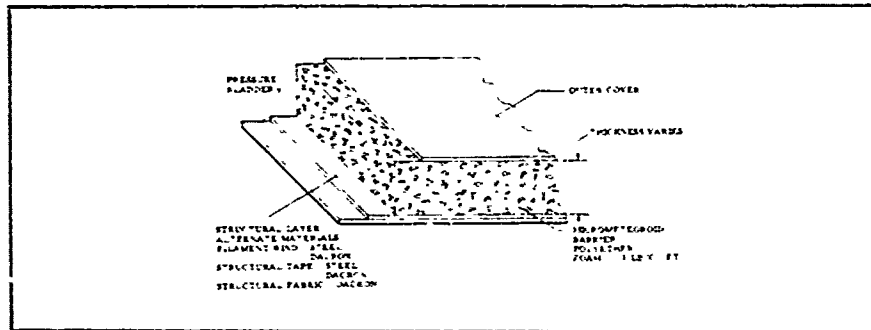 PRESSURE
BLADDER
OUTER COVER
THICKNESS VARIES
STRUCTURAL LAYER
ALTERNATE MATERIALS
FILAMENT WIND STEEL
DACRON
STRUCTURAL TAPE STEEL
DACRON
STRUCTURAL FABRIC DACRON
MICROMETEOROID
BARRIER
POLYETHER
FOAM